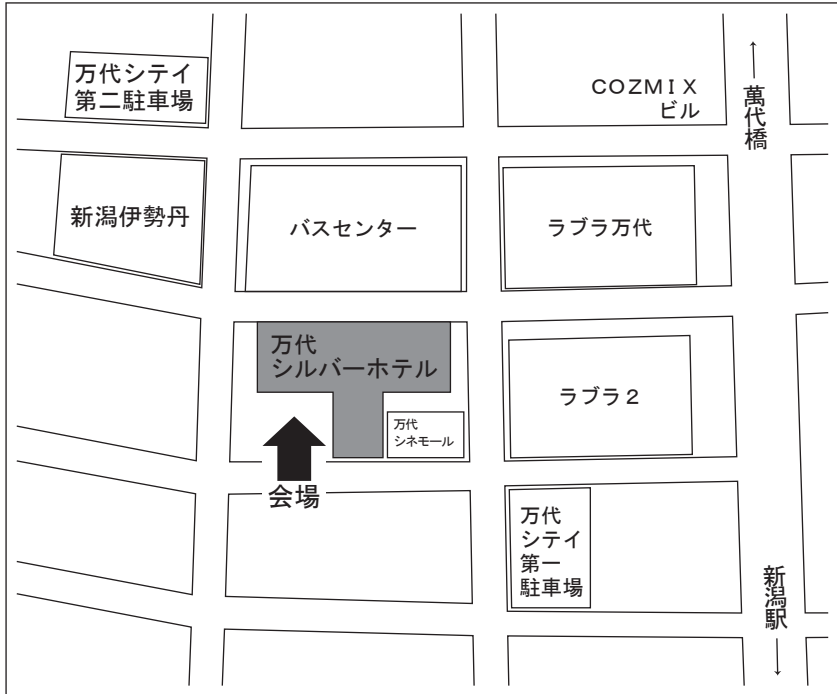 万代シテイ
第二駐車場
COZMIX
ビル
↑
萬代橋
新潟伊勢丹
バスセンター
ラブラ万代
万代
シルバーホテル
万代
シネモール
ラブラ2
会場
万代
シテイ
第一
駐車場
新潟駅
↓